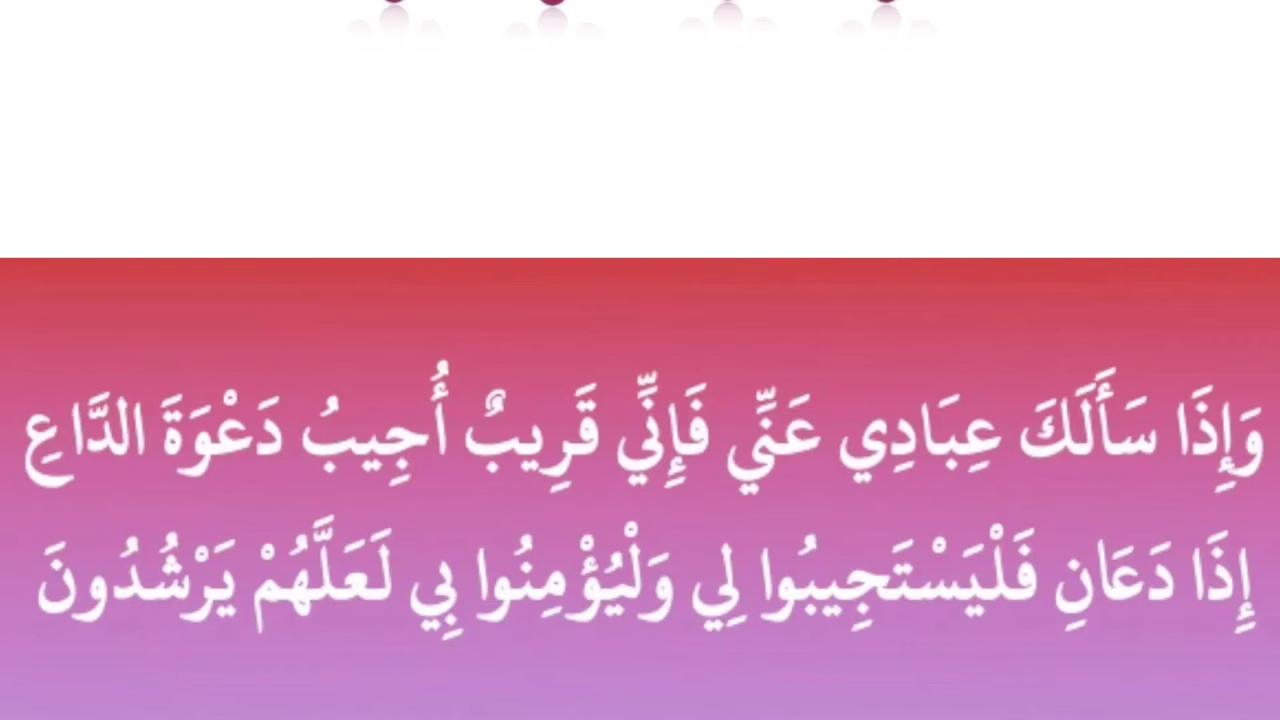 وَإِذَا سَأَلَكَ عِبَادِي عَنِّي فَإِنِّي قَرِيبٌ أُجِيبُ دَعْوَةَ الدَّاعِ
إِذَا دَعَانِ فَلْيَسْتَجِيبُوا لِي وَلْيُؤْمِنُوا بِي لَعَلَّهُمْ يَرْشُدُونَ